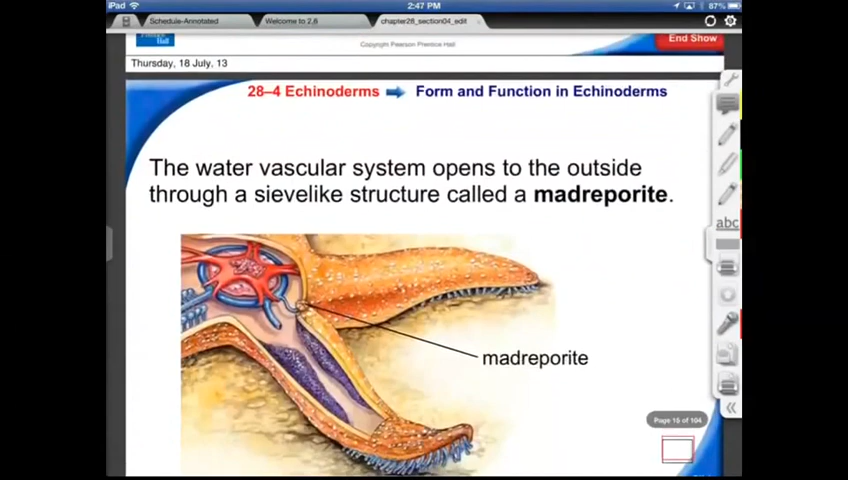 iPad 2:47 PM 87%
Schedule-Annotated Welcome to 2.6 chapter28_section04_edit
Copyright Pearson Prentice Hall
End Show
Thursday, 18 July, 13
28–4 Echinoderms Form and Function in Echinoderms
The water vascular system opens to the outside
through a sievelike structure called a madreporite.
abc
madreporite
Page 15 of 104